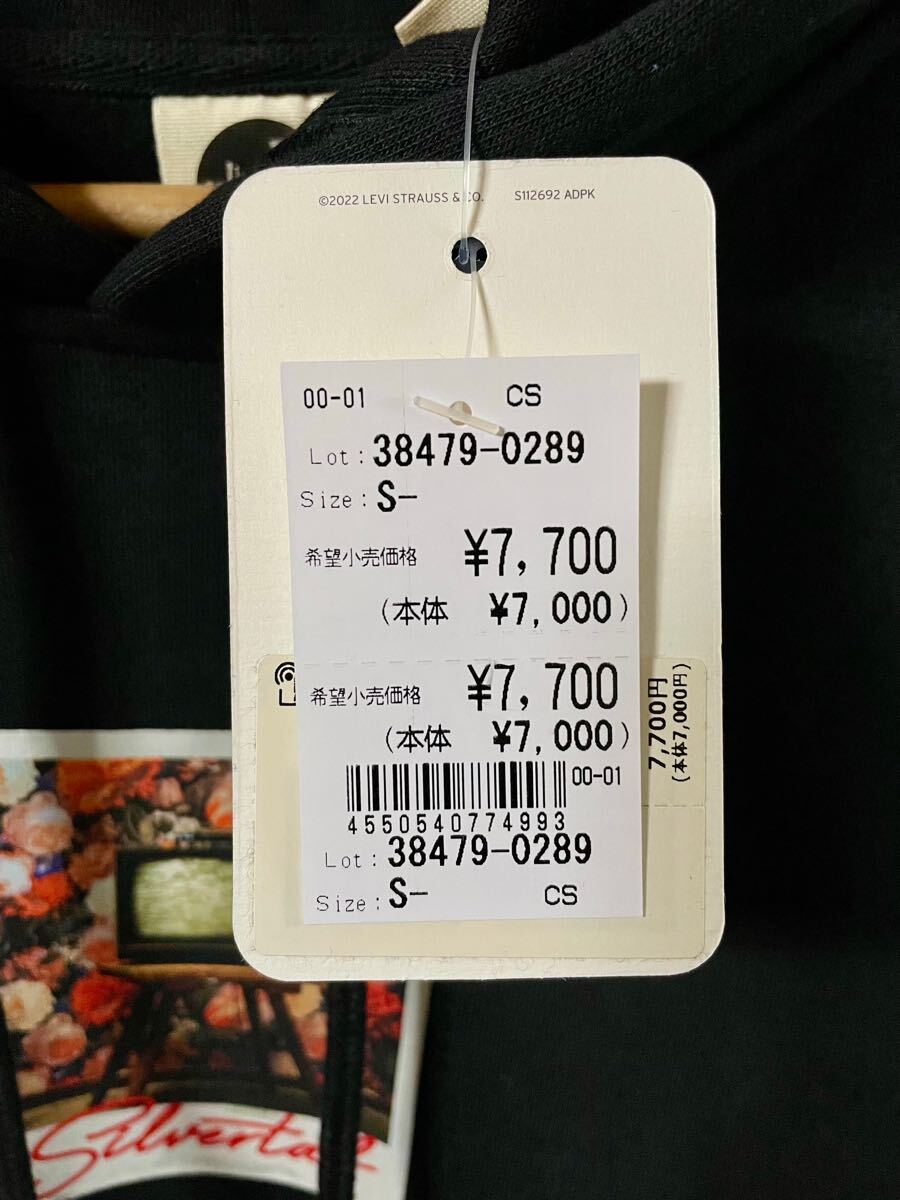 ©2022 LEVI STRAUSS & CO. S112692 ADPK
00-01 CS
Lot: 38479-0289
Size: S-
希望小売価格 ¥7,700
(本体 ¥7,000)
希望小売価格 ¥7,700
(本体 ¥7,000)
00-01
4550540774993
Lot: 38479-0289
Size: S- CS
7,700円
(本体7,000円)